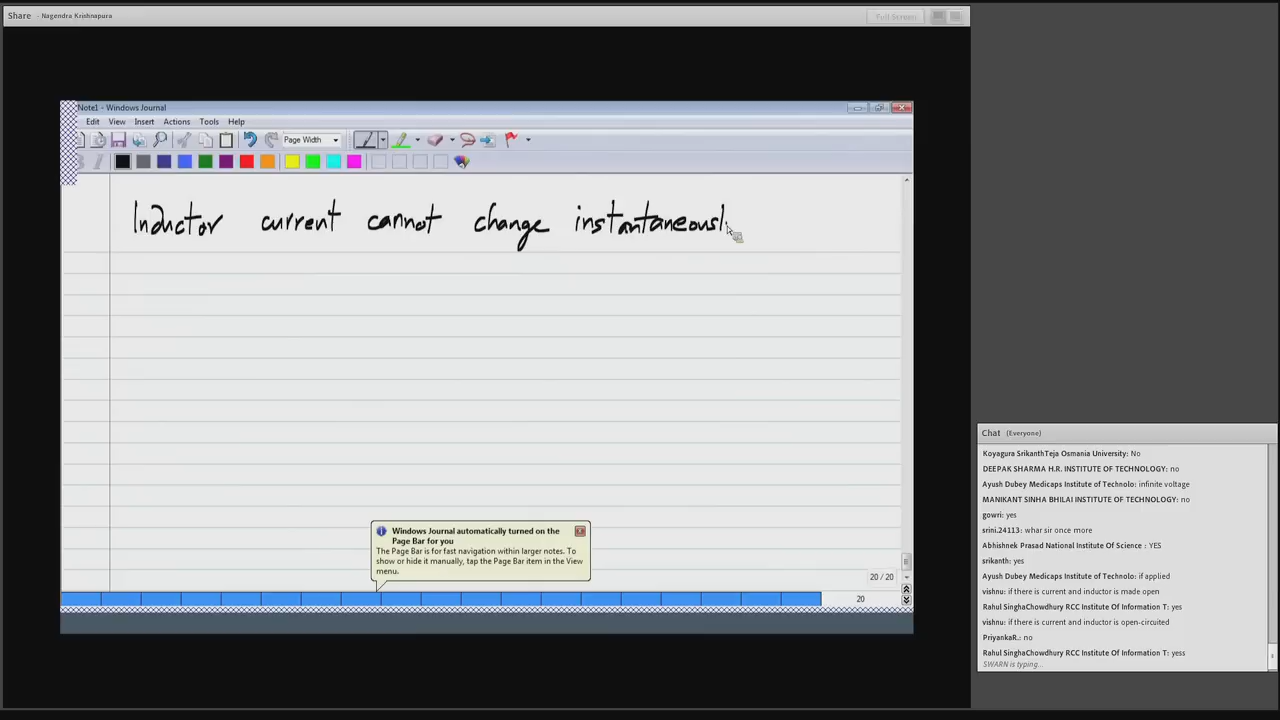 Share - Nagendra Krishnapura
Full Screen
Note1 - Windows Journal
Edit View Insert Actions Tools Help
Page Width
Inductor current cannot change instantaneousl
Windows Journal automatically turned on the
Page Bar for you
The Page Bar is for fast navigation within larger notes. To
show or hide it manually, tap the Page Bar item in the View
menu.
20 / 20
20
Chat (Everyone)
Koyagura SrikanthTeja Osmania University: No
DEEPAK SHARMA H.R. INSTITUTE OF TECHNOLOGY: no
Ayush Dubey Medicaps Institute of Technolo: infinite voltage
MANIKANT SINHA BHILAI INSTITUTE OF TECHNOLOGY: no
gowri: yes
srini.24113: whar sir once more
Abhishnek Prasad National Institute Of Science : YES
srikanth: yes
Ayush Dubey Medicaps Institute of Technolo: if applied
vishnu: if there is current and inductor is made open
Rahul SinghaChowdhury RCC Institute Of Information T: yes
vishnu: if there is current and inductor is open-circuited
PriyankaR.: no
Rahul SinghaChowdhury RCC Institute Of Information T: yess
SWARN is typing...